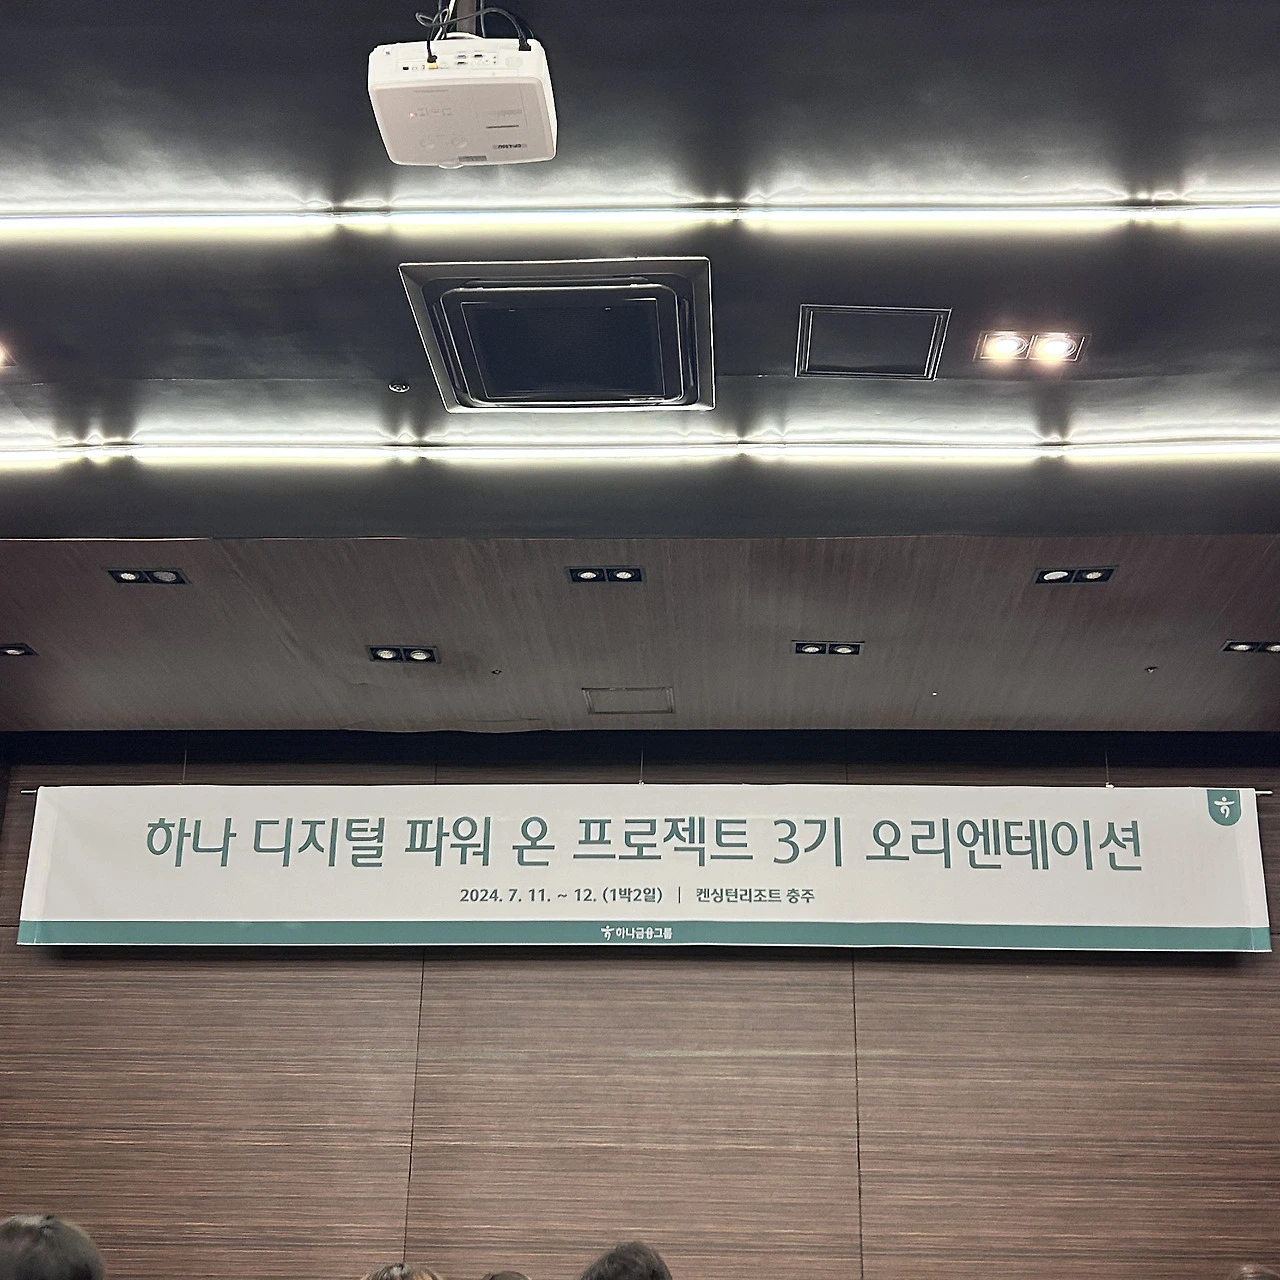 하나 디지털 파워 온 프로젝트 3기 오리엔테이션
2024. 7. 11. ~ 12. (1박2일) | 켄싱턴리조트 충주
하나금융그룹